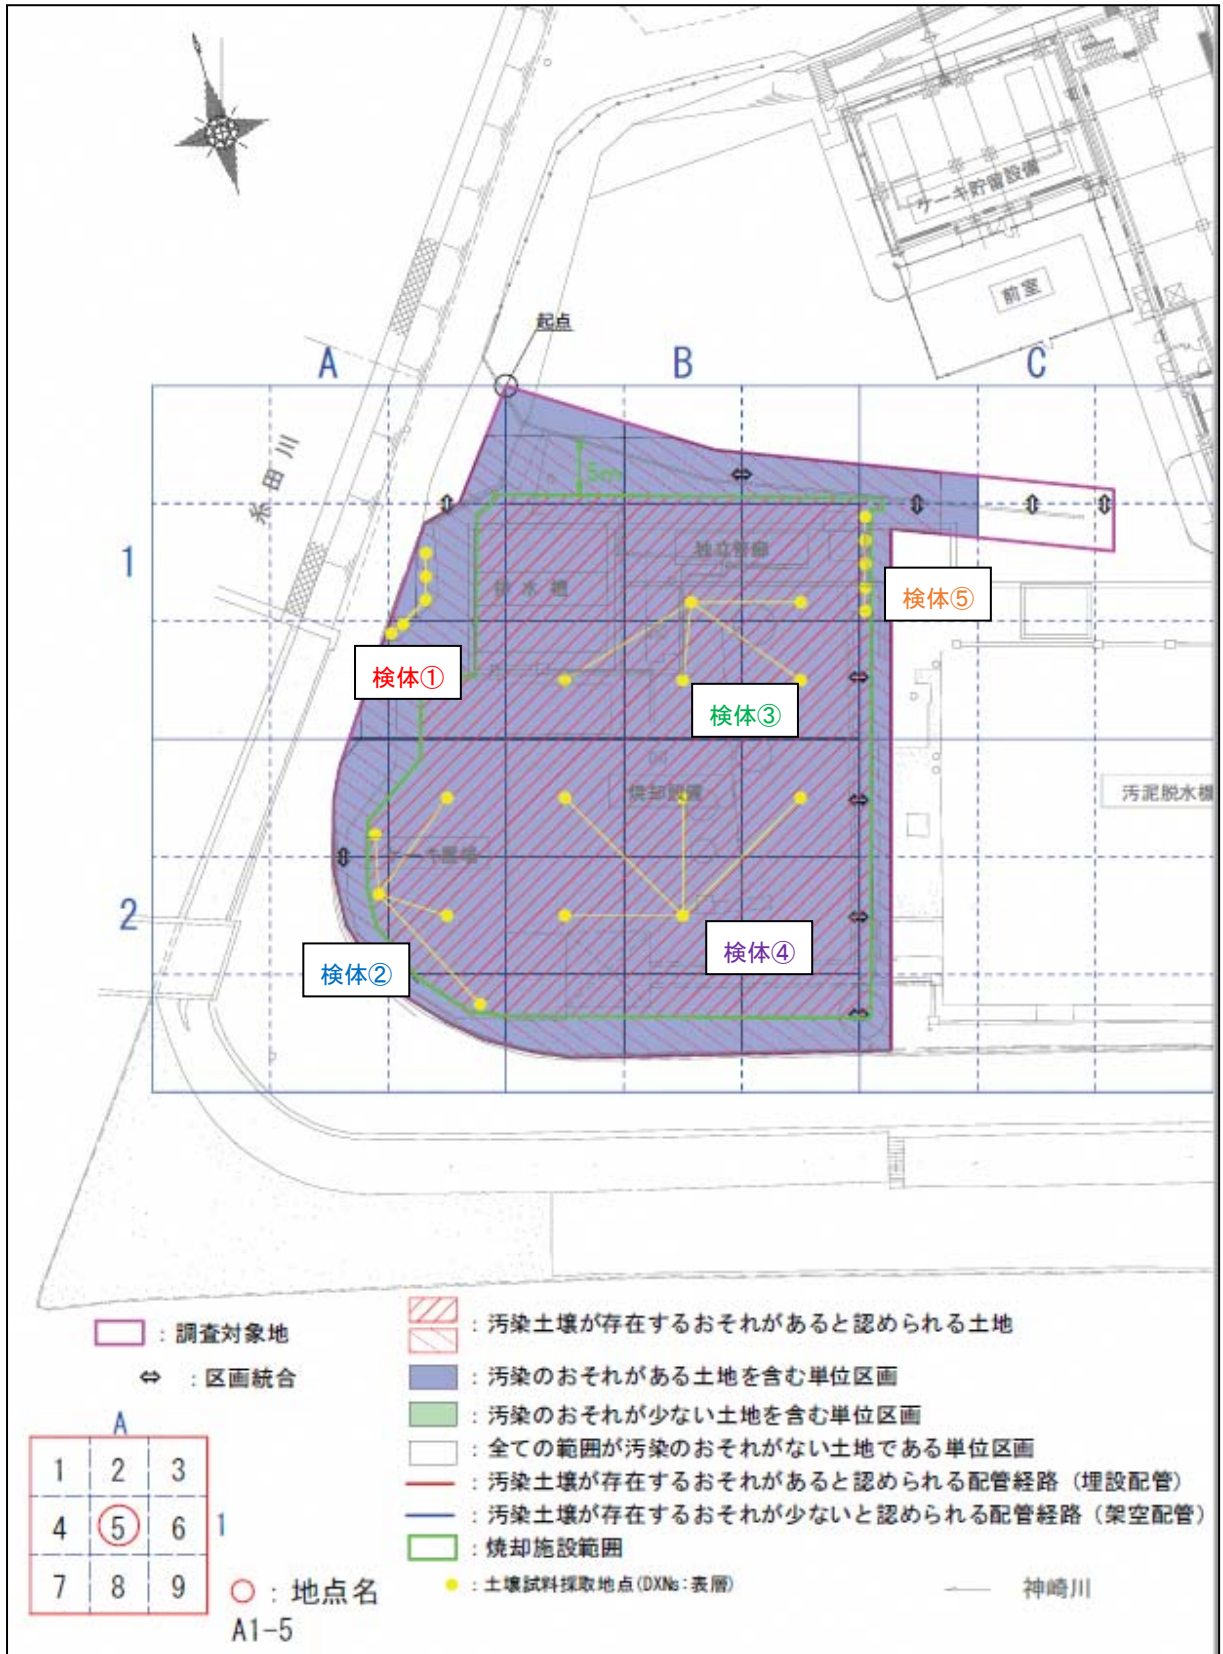 ケーキ貯留設備
前室
起点
A
B
C
糸田川
5m
1
独立管廊
排水機
検体⑤
検体①
検体③
焼却設備
汚泥脱水機
ケーキ置場
2
検体④
検体②
：調査対象地
：区画統合
：汚染土壌が存在するおそれがあると認められる土地
：汚染のおそれがある土地を含む単位区画
：汚染のおそれが少ない土地を含む単位区画
：全ての範囲が汚染のおそれがない土地である単位区画
：汚染土壌が存在するおそれがあると認められる配管経路（埋設配管）
：汚染土壌が存在するおそれが少ないと認められる配管経路（架空配管）
：焼却施設範囲
：土壌試料採取地点(DXNs:表層)
神崎川
A
1 2 3
4 5 6 1
7 8 9
：地点名
A1-5